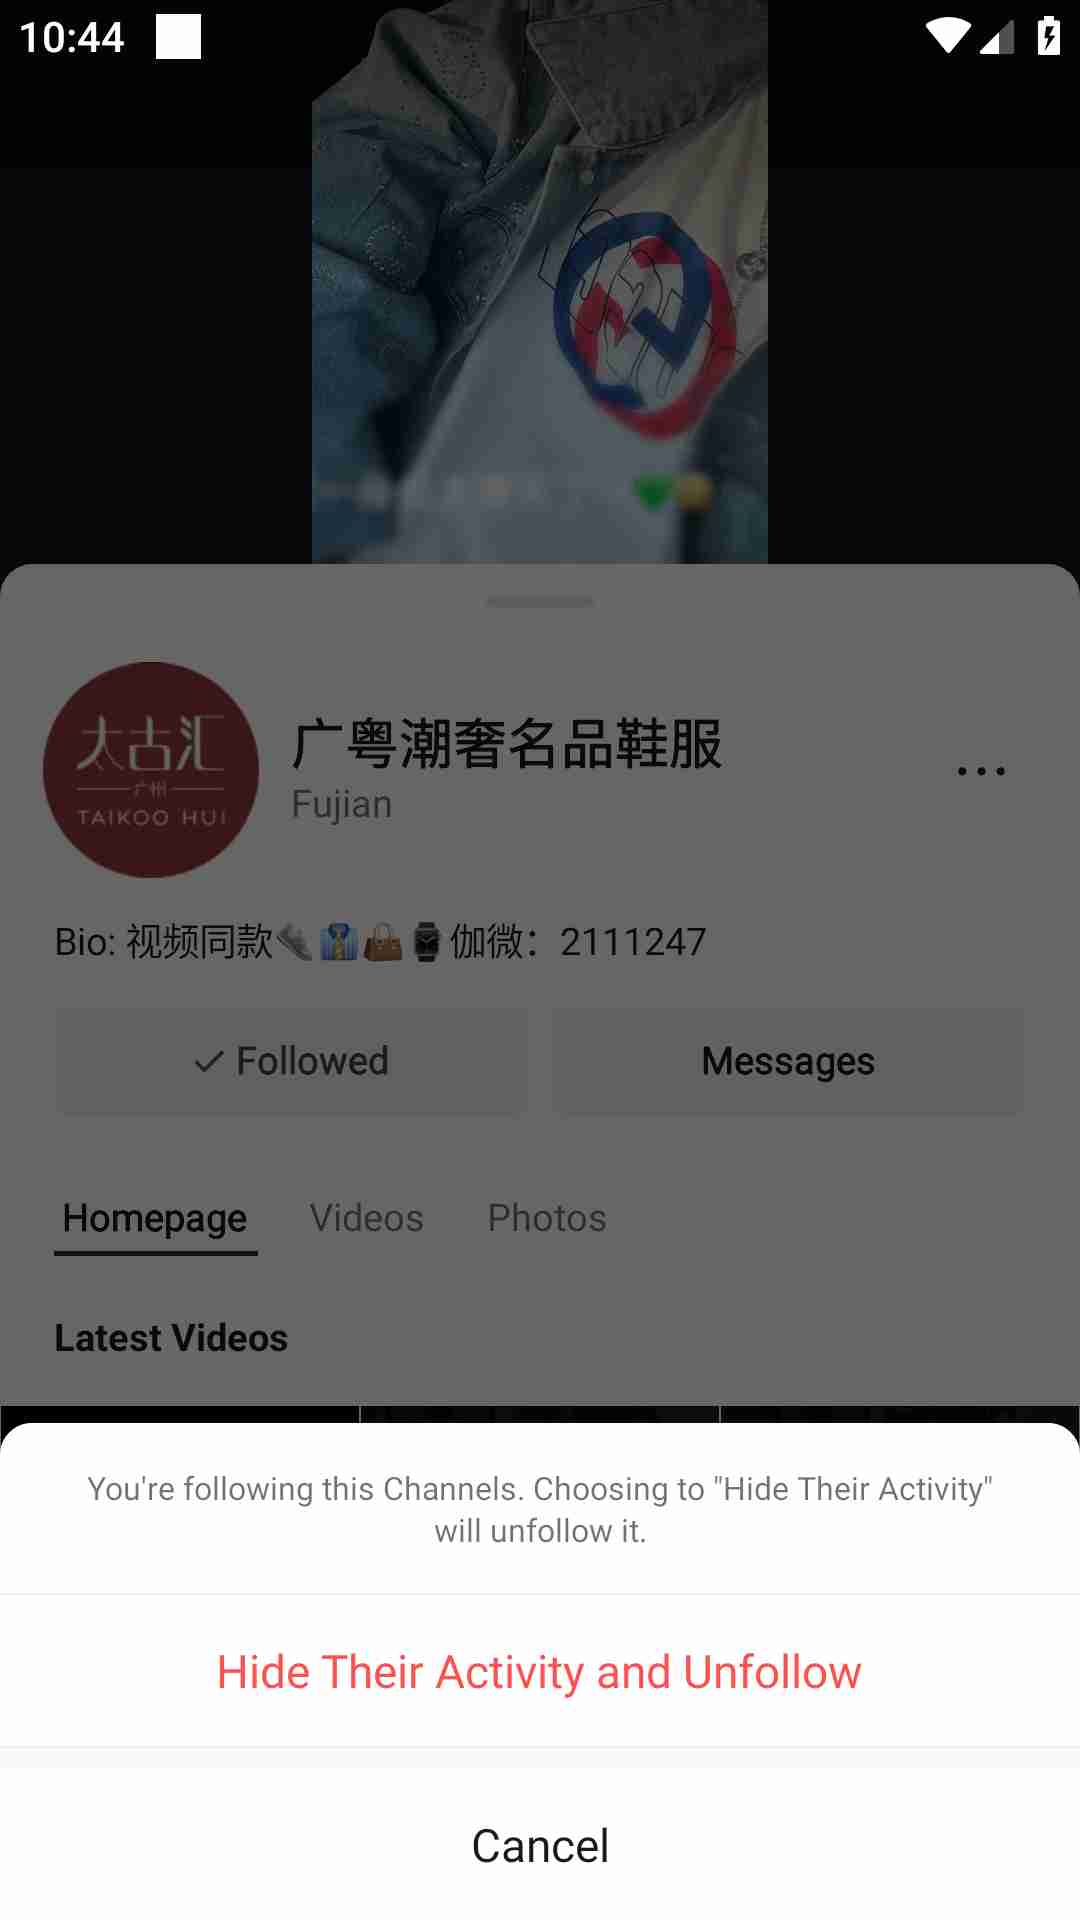 10:44
太古汇
广州
TAIKOO HUI
广粤潮奢名品鞋服
Fujian
Bio: 视频同款👟👔👜⌚伽微：2111247
✓ Followed
Messages
Homepage
Videos
Photos
Latest Videos
You're following this Channels. Choosing to "Hide Their Activity"
will unfollow it.
Hide Their Activity and Unfollow
Cancel